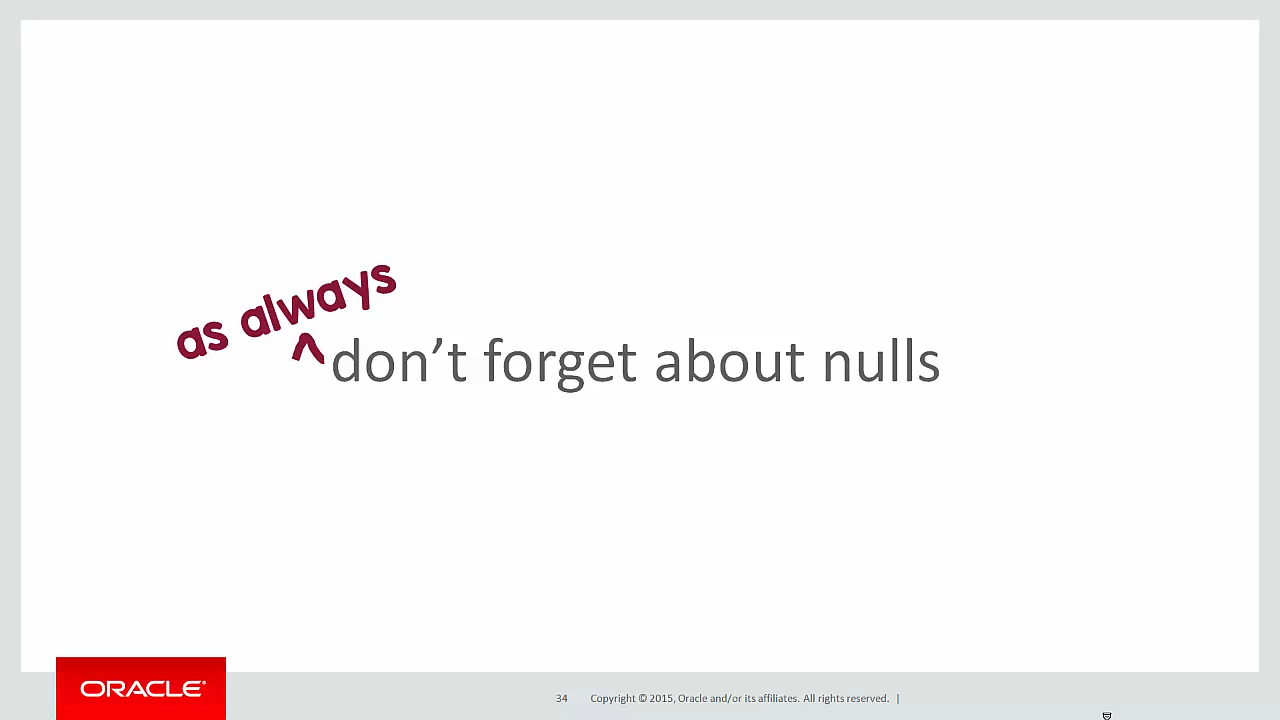 as always
don’t forget about nulls
ORACLE®
34 Copyright © 2015, Oracle and/or its affiliates. All rights reserved. |